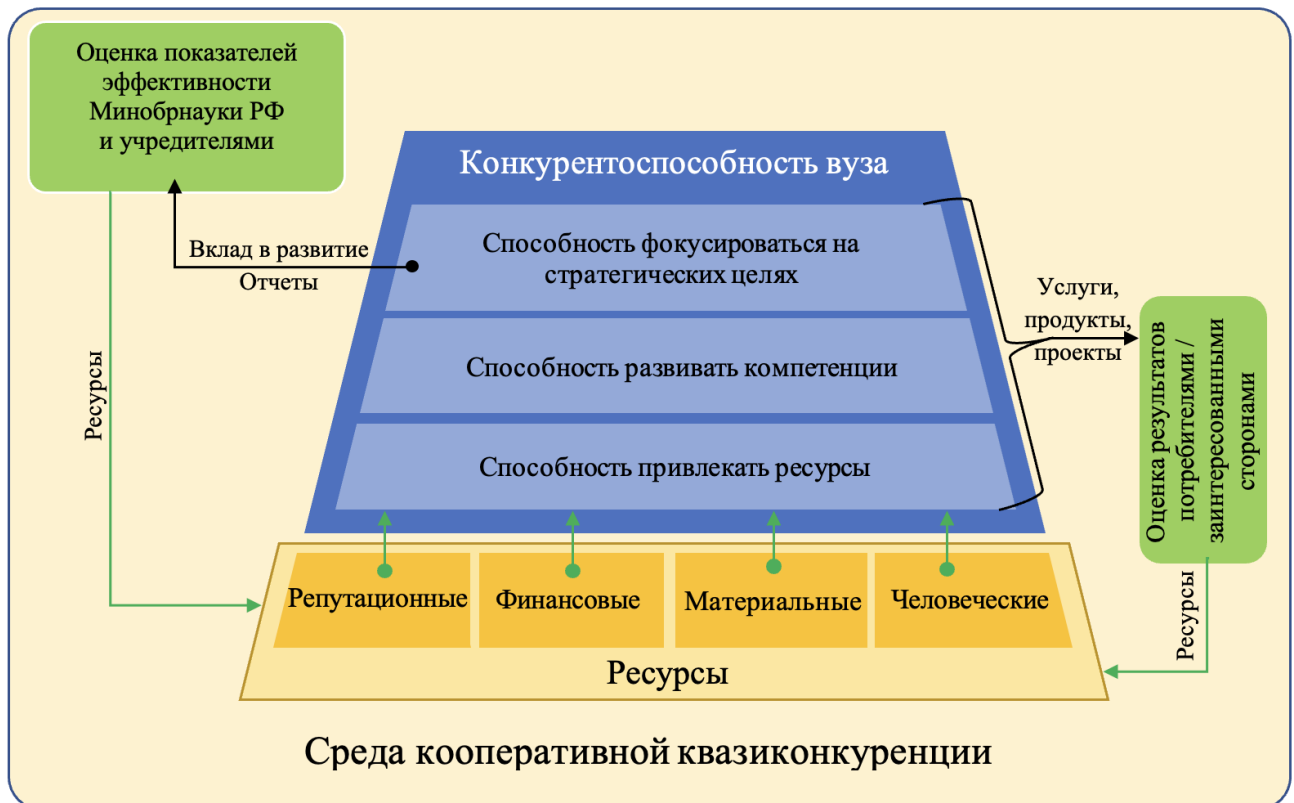 Оценка показателей
эффективности
Минобрнауки РФ
и учредителями
Конкурентоспособность вуза
Способность фокусироваться на
стратегических целях
Вклад в развитие
Отчеты
Услуги,
продукты,
проекты
Способность развивать компетенции
Ресурсы
Оценка результатов
потребителями /
заинтересованными
сторонами
Способность привлекать ресурсы
Репутационные
Финансовые
Материальные
Человеческие
Ресурсы
Ресурсы
Среда кооперативной квазиконкуренции